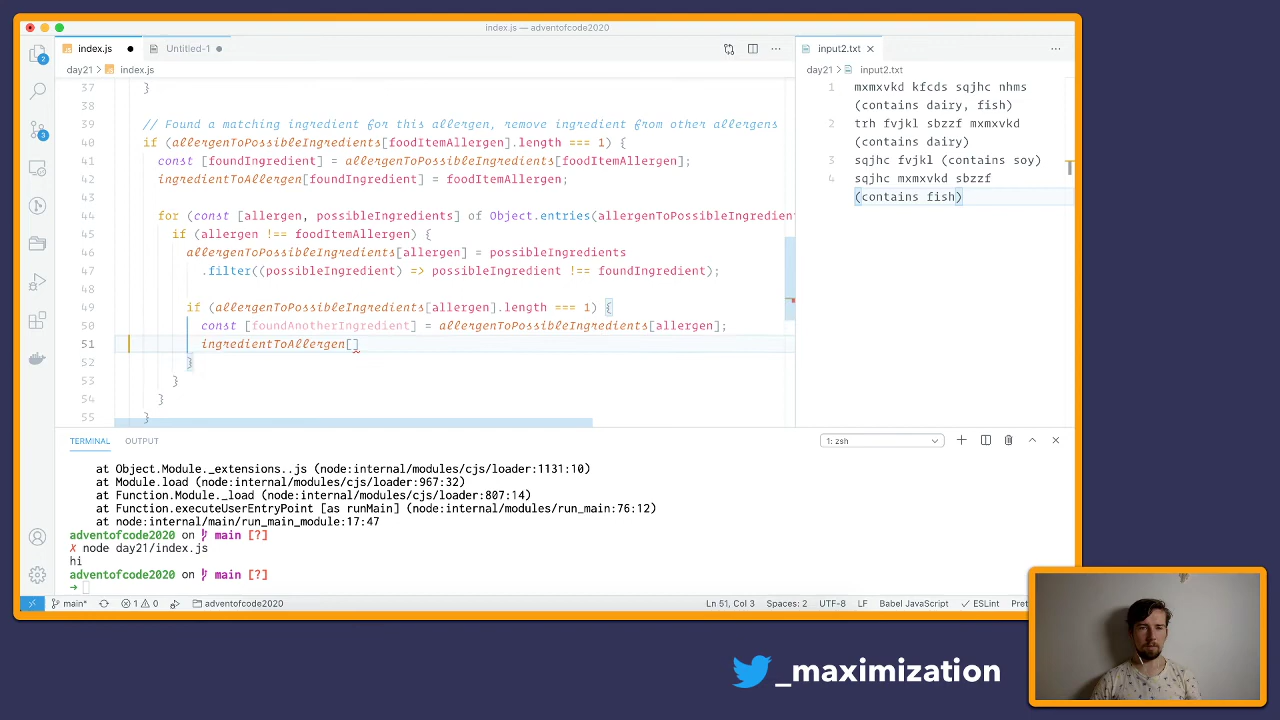 index.js — adventofcode2020
index.js
Untitled-1
input2.txt
day21 > index.js
day21 > input2.txt
37 }
38
39 // Found a matching ingredient for this allergen, remove ingredient from other allergens
40 if (allergenToPossibleIngredients[foodItemAllergen].length === 1) {
41 const [foundIngredient] = allergenToPossibleIngredients[foodItemAllergen];
42 ingredientToAllergen[foundIngredient] = foodItemAllergen;
43
44 for (const [allergen, possibleIngredients] of Object.entries(allergenToPossibleIngredient
45 if (allergen !== foodItemAllergen) {
46 allergenToPossibleIngredients[allergen] = possibleIngredients
47 .filter((possibleIngredient) => possibleIngredient !== foundIngredient);
48
49 if (allergenToPossibleIngredients[allergen].length === 1) {
50 const [foundAnotherIngredient] = allergenToPossibleIngredients[allergen];
51 ingredientToAllergen[]
52 }
53 }
54 }
55 }
1 mxmxvkd kfcds sqjhc nhms
(contains dairy, fish)
2 trh fvjkl sbzzf mxmxvkd
(contains dairy)
3 sqjhc fvjkl (contains soy)
4 sqjhc mxmxvkd sbzzf
(contains fish)
TERMINAL OUTPUT
1: zsh
at Object.Module._extensions..js (node:internal/modules/cjs/loader:1131:10)
at Module.load (node:internal/modules/cjs/loader:967:32)
at Function.Module._load (node:internal/modules/cjs/loader:807:14)
at Function.executeUserEntryPoint [as runMain] (node:internal/modules/run_main:76:12)
at node:internal/main/run_main_module:17:47
adventofcode2020 on main [?]
✗ node day21/index.js
hi
adventofcode2020 on main [?]
→
main* 1 0 adventofcode2020 Ln 51, Col 3 Spaces: 2 UTF-8 LF Babel JavaScript ESLint Pret
2
3
_maximization